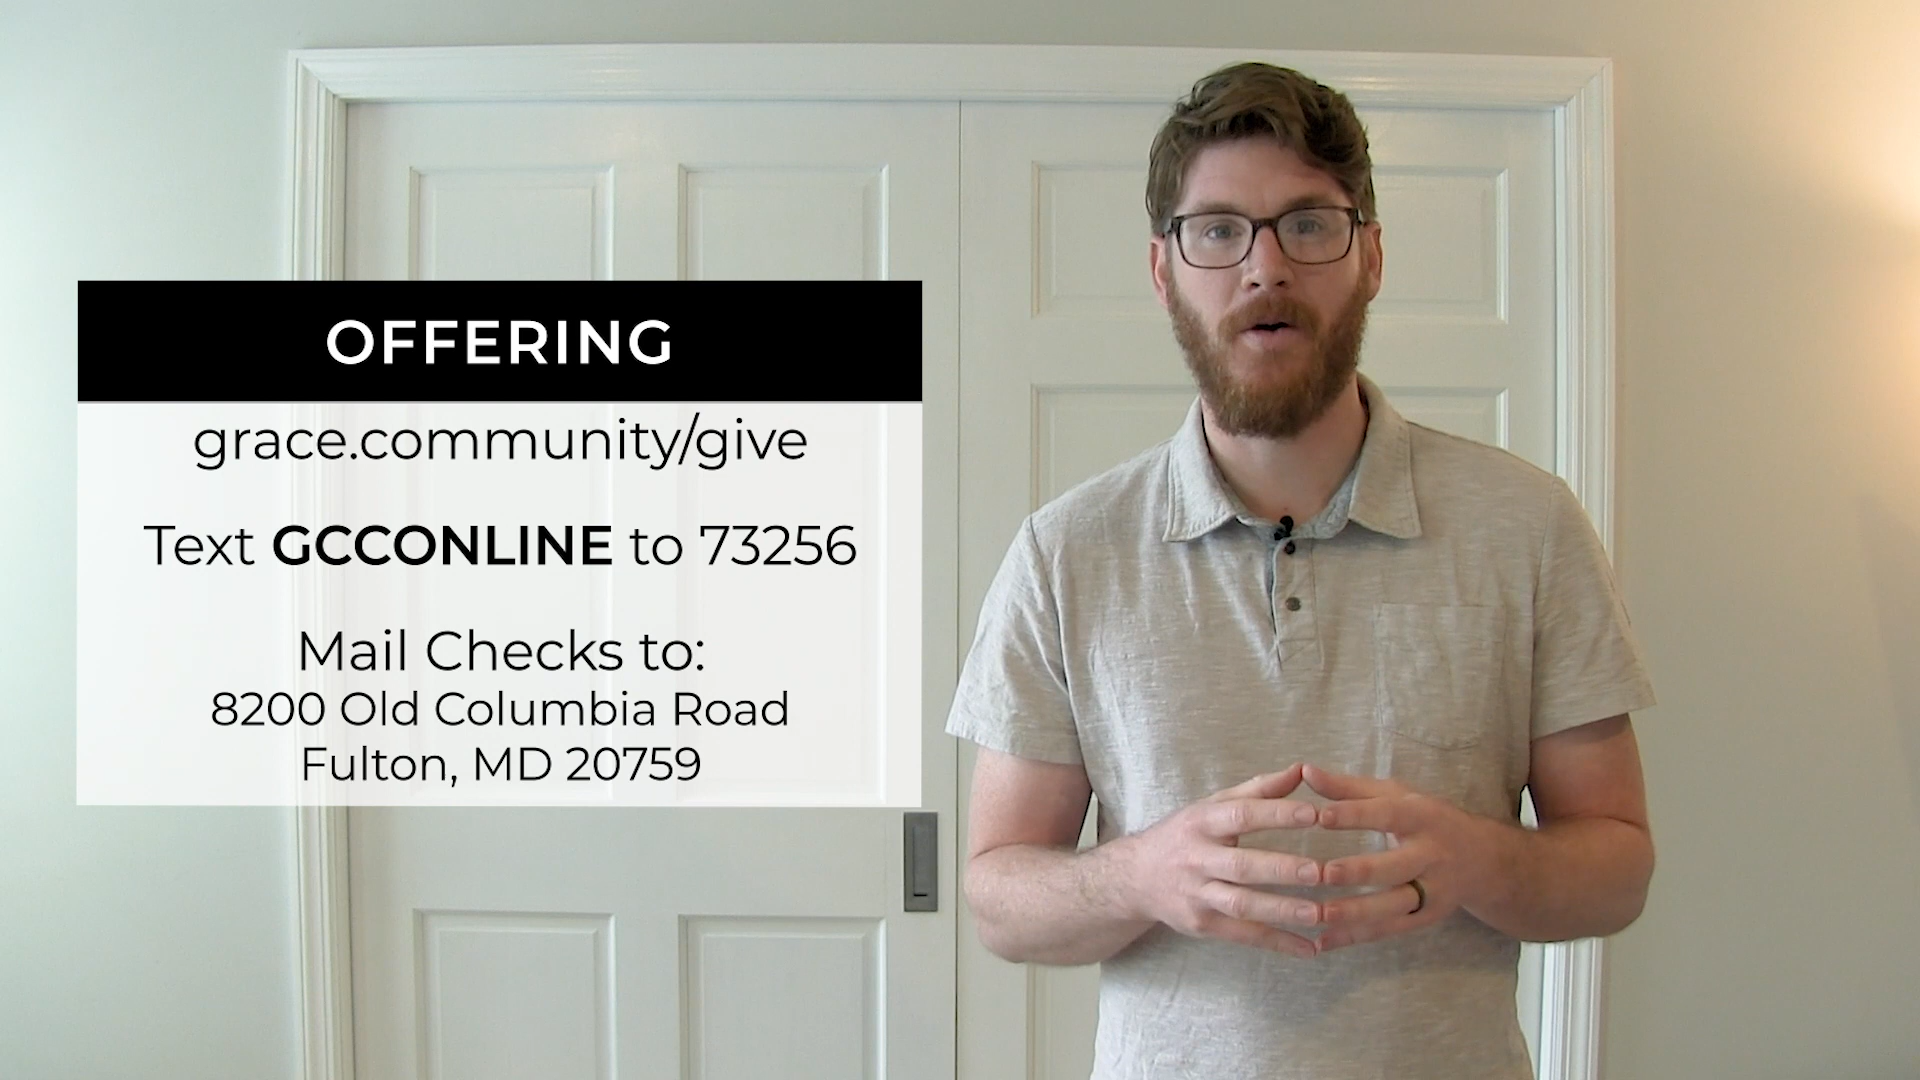 OFFERING
grace.community/give
Text GCCONLINE to 73256
Mail Checks to:
8200 Old Columbia Road
Fulton, MD 20759